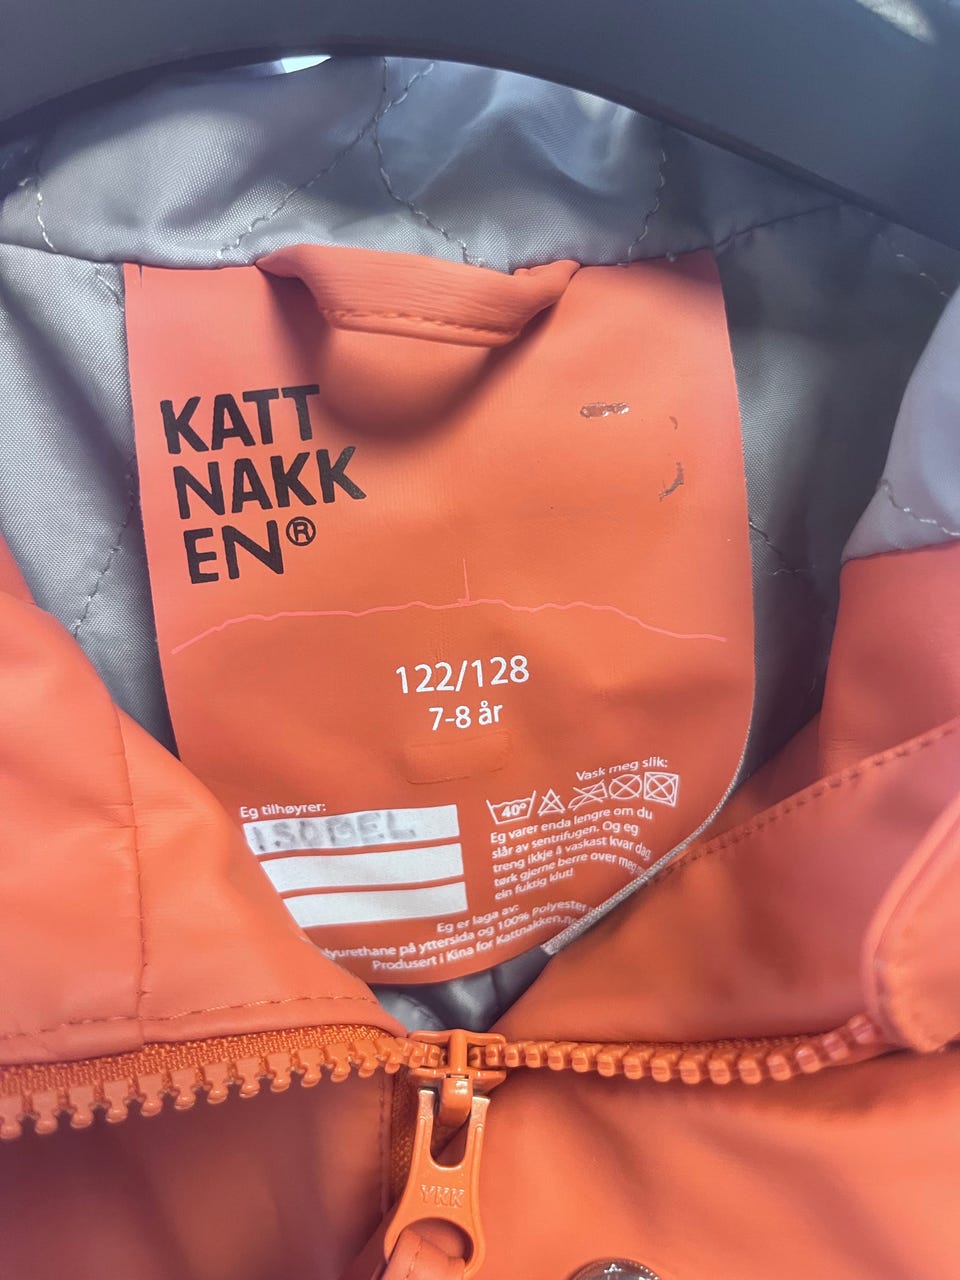 KATT
NAKK
EN®
122/128
7-8 år
Eg tilhøyrer:
ISOBEL
Vask meg slik:
40°
Eg varer enda lengre om du
slår av sentrifugen. Og eg
treng ikkje å vaskast kvar dag,
tørk gjerne berre over meg
ein fuktig klut!
Eg er laga av:
på yttersida og 100% Polyester
Produsert i Kina for Kattnakken.no
YKK